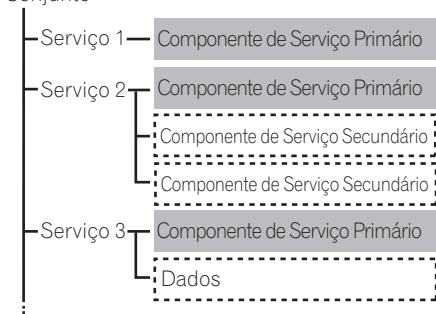 Conjunto
Serviço 1 Componente de Serviço Primário
Serviço 2 Componente de Serviço Primário
Componente de Serviço Secundário
Componente de Serviço Secundário
Serviço 3 Componente de Serviço Primário
Dados